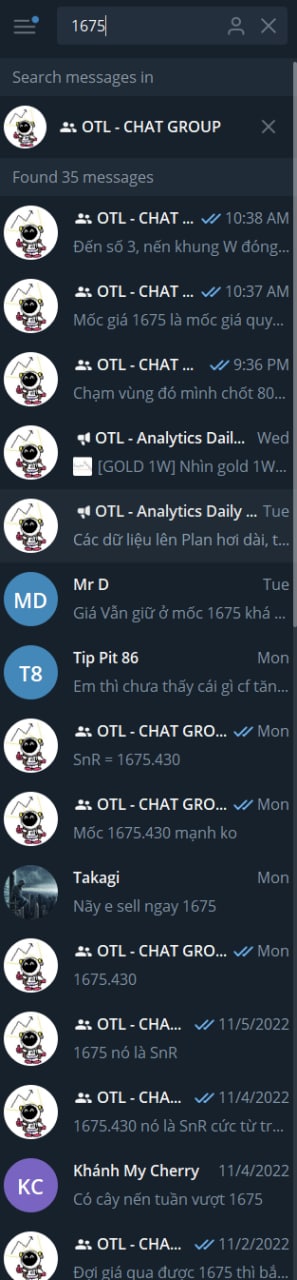 1675
Search messages in
OTL - CHAT GROUP
Found 35 messages
OTL - CHAT ... 10:38 AM
Đến số 3, nến khung W đóng...
OTL - CHAT ... 10:37 AM
Mốc giá 1675 là mốc giá quy...
OTL - CHAT ... 9:36 PM
Chạm vùng đó mình chốt 80...
OTL - Analytics Dail... Wed
[GOLD 1W] Nhìn gold 1W...
OTL - Analytics Daily ... Tue
Các dữ liệu lên Plan hơi dài, t...
MD
Mr D Tue
Giá Vẫn giữ ở mốc 1675 khá ...
T8
Tip Pit 86 Mon
Em thì chưa thấy cái gì cf tăn...
OTL - CHAT GRO... Mon
SnR = 1675.430
OTL - CHAT GRO... Mon
Mốc 1675.430 mạnh ko
Takagi Mon
Nãy e sell ngay 1675
OTL - CHAT GRO... Mon
1675.430
OTL - CHA... 11/5/2022
1675 nó là SnR
OTL - CHA... 11/4/2022
1675.430 nó là SnR cức từ tr...
KC
Khánh My Cherry 11/4/2022
Có cây nến tuần vượt 1675
OTL - CHA... 11/2/2022
Đợi giá qua được 1675 thì bắ...